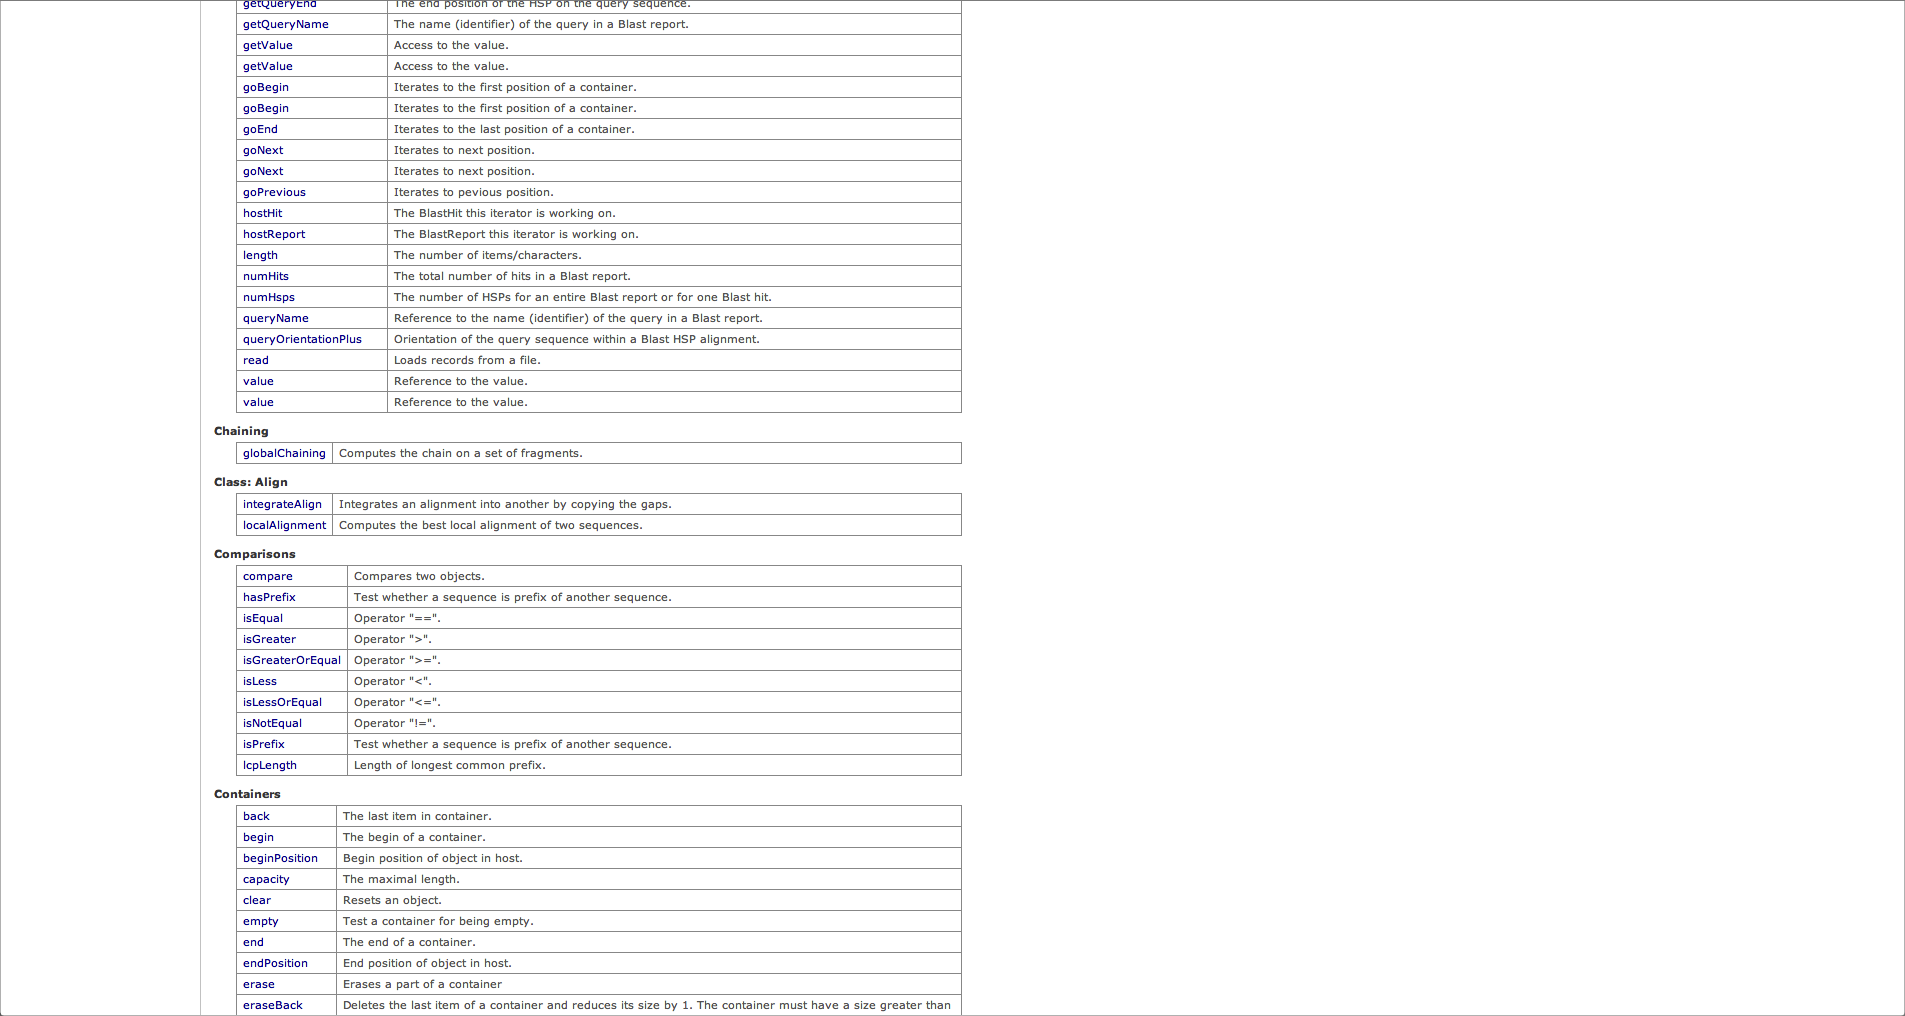 getQueryEnd The end position of the HSP on the query sequence.
getQueryName The name (identifier) of the query in a Blast report.
getValue Access to the value.
getValue Access to the value.
goBegin Iterates to the first position of a container.
goBegin Iterates to the first position of a container.
goEnd Iterates to the last position of a container.
goNext Iterates to next position.
goNext Iterates to next position.
goPrevious Iterates to pevious position.
hostHit The BlastHit this iterator is working on.
hostReport The BlastReport this iterator is working on.
length The number of items/characters.
numHits The total number of hits in a Blast report.
numHsps The number of HSPs for an entire Blast report or for one Blast hit.
queryName Reference to the name (identifier) of the query in a Blast report.
queryOrientationPlus Orientation of the query sequence within a Blast HSP alignment.
read Loads records from a file.
value Reference to the value.
value Reference to the value.
Chaining
globalChaining Computes the chain on a set of fragments.
Class: Align
integrateAlign Integrates an alignment into another by copying the gaps.
localAlignment Computes the best local alignment of two sequences.
Comparisons
compare Compares two objects.
hasPrefix Test whether a sequence is prefix of another sequence.
isEqual Operator "==".
isGreater Operator ">".
isGreaterOrEqual Operator ">=".
isLess Operator "<".
isLessOrEqual Operator "<=".
isNotEqual Operator "!=".
isPrefix Test whether a sequence is prefix of another sequence.
lcpLength Length of longest common prefix.
Containers
back The last item in container.
begin The begin of a container.
beginPosition Begin position of object in host.
capacity The maximal length.
clear Resets an object.
empty Test a container for being empty.
end The end of a container.
endPosition End position of object in host.
erase Erases a part of a container
eraseBack Deletes the last item of a container and reduces its size by 1. The container must have a size greater than